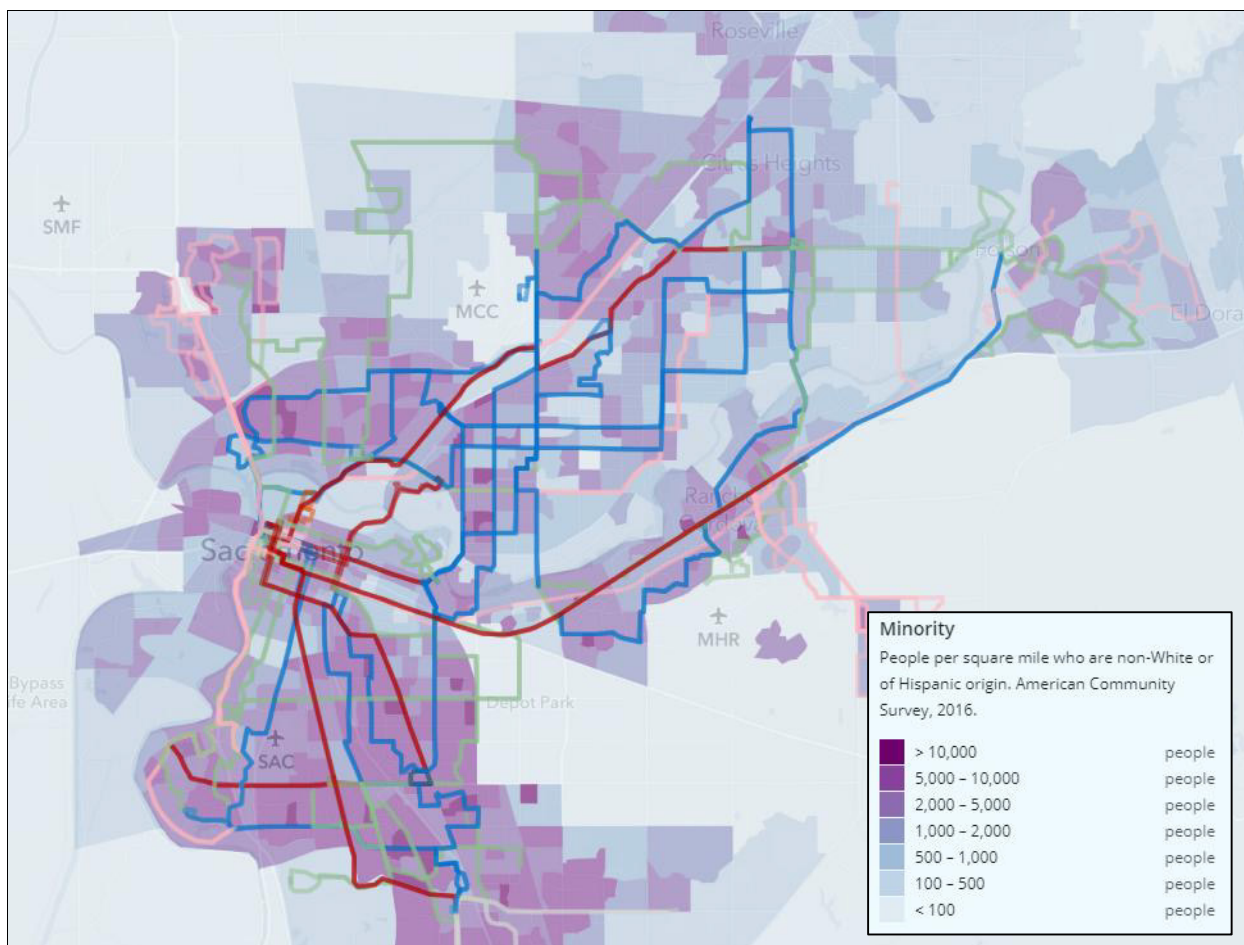 Roseville
Citrus Heights
SMF
MCC
Folsom
El Dora
Rancho
Cordova
Sacramento
MHR
Bypass
fe Area
Depot Park
SAC
Minority
People per square mile who are non-White or
of Hispanic origin. American Community
Survey, 2016.
> 10,000 people
5,000 – 10,000 people
2,000 – 5,000 people
1,000 – 2,000 people
500 – 1,000 people
100 – 500 people
< 100 people